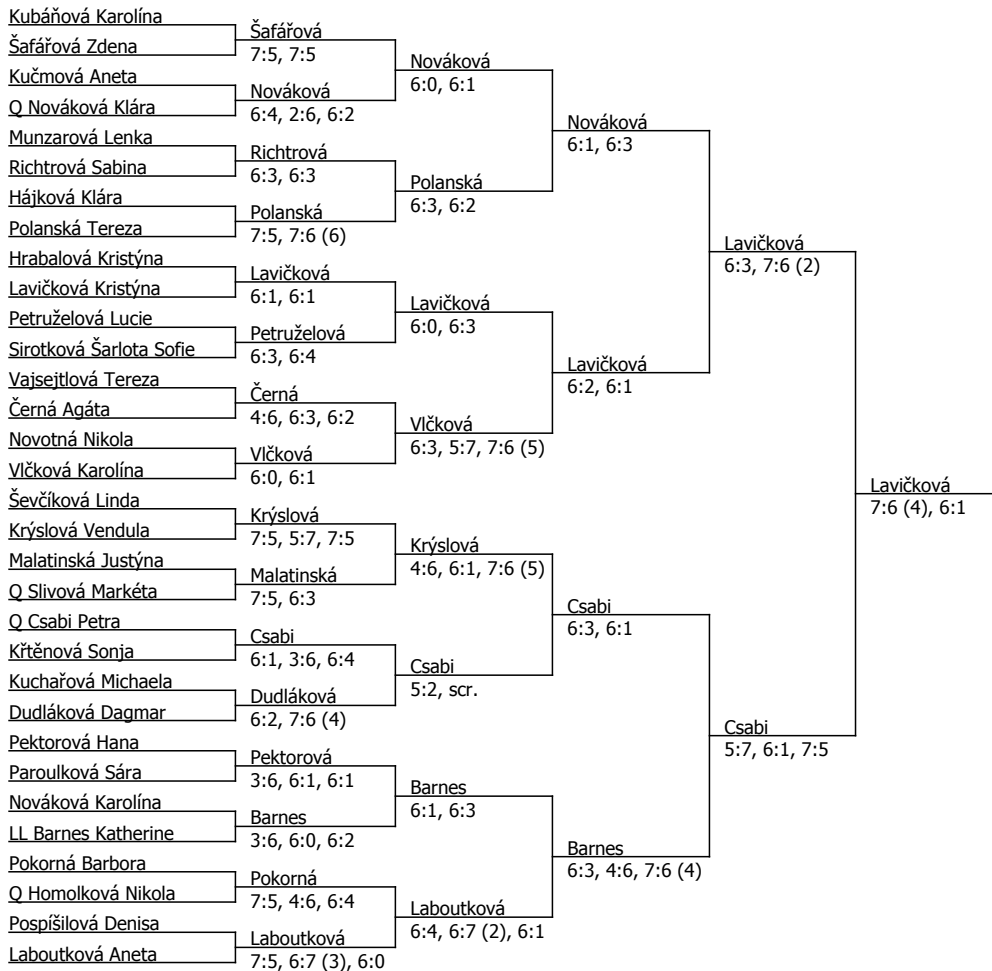 Kubáňová Karolína
Šafářová Zdena
Kučmová Aneta
Q Nováková Klára
Munzarová Lenka
Richtrová Sabina
Hájková Klára
Polanská Tereza
Hrabalová Kristýna
Lavičková Kristýna
Petruželová Lucie
Sirotková Šarlota Sofie
Vajsejtlová Tereza
Černá Agáta
Novotná Nikola
Vlčková Karolína
Ševčíková Linda
Krýslová Vendula
Malatinská Justýna
Q Slivová Markéta
Q Csabi Petra
Křtěnová Sonja
Kuchařová Michaela
Dudláková Dagmar
Pektorová Hana
Paroulková Sára
Nováková Karolína
LL Barnes Katherine
Pokorná Barbora
Q Homolková Nikola
Pospíšilová Denisa
Laboutková Aneta
Šafářová
7:5, 7:5
Nováková
6:4, 2:6, 6:2
Richtrová
6:3, 6:3
Polanská
7:5, 7:6 (6)
Lavičková
6:1, 6:1
Petruželová
6:3, 6:4
Černá
4:6, 6:3, 6:2
Vlčková
6:0, 6:1
Krýslová
7:5, 5:7, 7:5
Malatinská
7:5, 6:3
Csabi
6:1, 3:6, 6:4
Dudláková
6:2, 7:6 (4)
Pektorová
3:6, 6:1, 6:1
Barnes
3:6, 6:0, 6:2
Pokorná
7:5, 4:6, 6:4
Laboutková
7:5, 6:7 (3), 6:0
Nováková
6:0, 6:1
Polanská
6:3, 6:2
Lavičková
6:0, 6:3
Vlčková
6:3, 5:7, 7:6 (5)
Krýslová
4:6, 6:1, 7:6 (5)
Csabi
5:2, scr.
Barnes
6:1, 6:3
Laboutková
6:4, 6:7 (2), 6:1
Nováková
6:1, 6:3
Lavičková
6:2, 6:1
Csabi
6:3, 6:1
Barnes
6:3, 4:6, 7:6 (4)
Lavičková
6:3, 7:6 (2)
Csabi
5:7, 6:1, 7:5
Lavičková
7:6 (4), 6:1